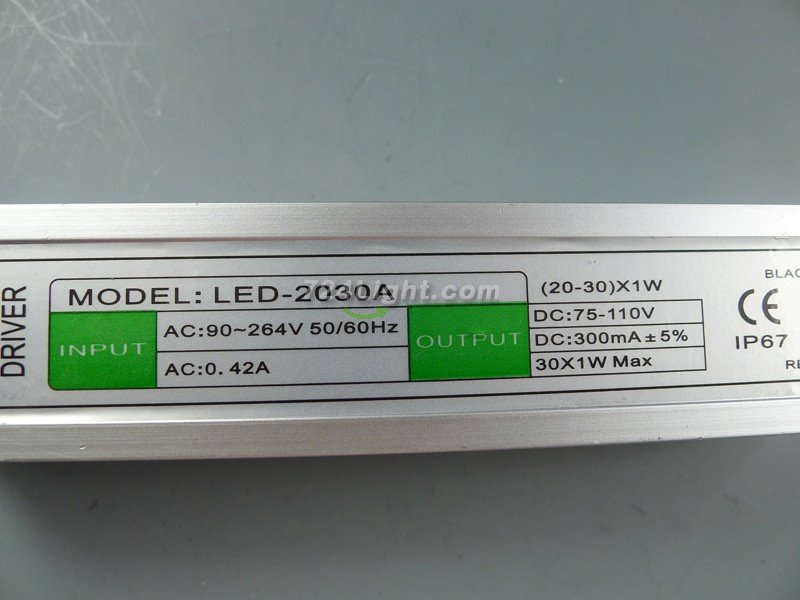 DRIVER
MODEL: LED-2030A
(20-30)X1W
INPUT
AC:90~264V 50/60Hz
AC:0. 42A
OUTPUT
DC:75-110V
DC:300mA±5%
30X1W Max
CE
IP67